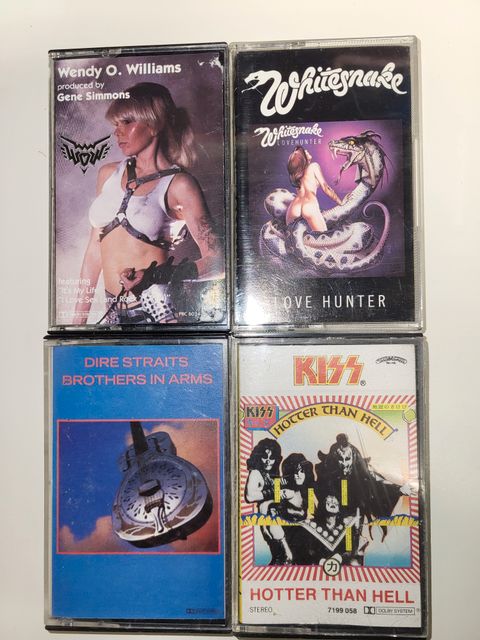 Wendy O. Williams
produced by
Gene Simmons
WOW
featuring
"It's My Life
"I Love Sex (and Rock
Whitesnake
Whitesnake
LOVEHUNTER
LOVE HUNTER
DIRE STRAITS
BROTHERS IN ARMS
KISS
®
KISS
HOTTER THAN HELL
力
HOTTER THAN HELL
STEREO
7199 058
DOLBY SYSTEM